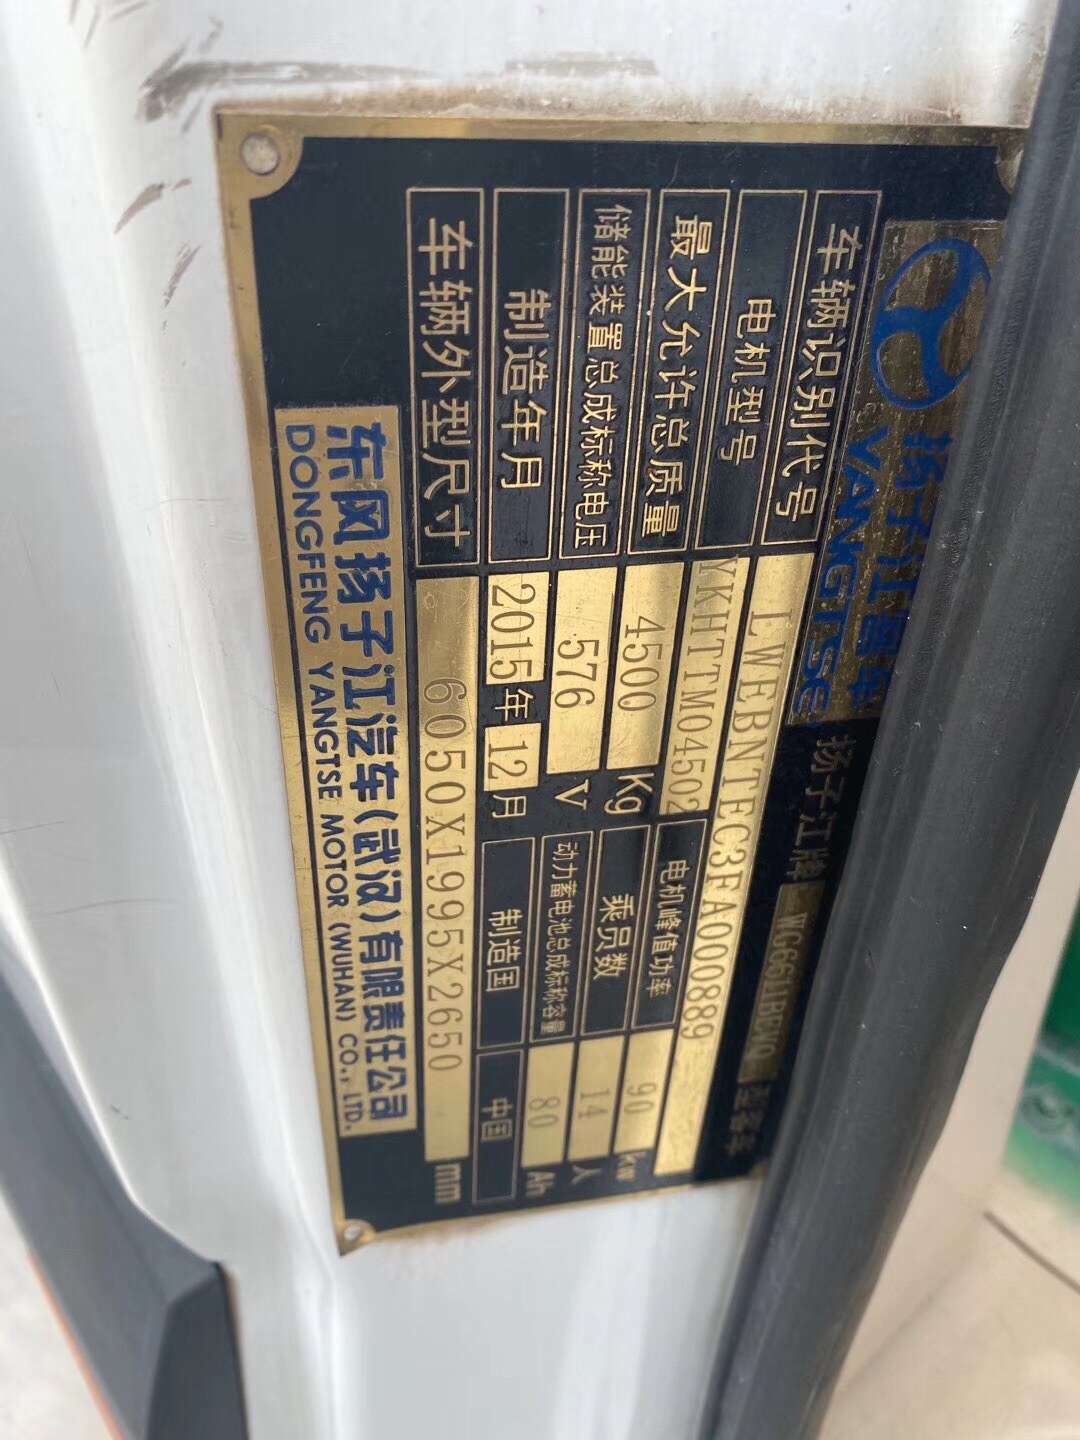 扬子江客车
YANGTSE
扬子江牌 WG6611BEVQ 型客车
车辆识别代号 LWEBNTEC3FA000889
电机型号 YKHTTM04502 电机峰值功率 90 kW
最大允许总质量 4500 Kg 乘员数 14 人
储能装置总成标称电压 576 V 动力蓄电池总成标称容量 80 Ah
制造年月 2015 年 12 月 制造国 中国
车辆外型尺寸 6050X1995X2650 mm
东风扬子江汽车(武汉)有限责任公司
DONGFENG YANGTSE MOTOR (WUHAN) CO., LTD.